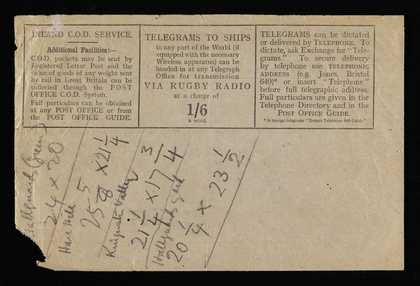 INLAND C.O.D. SERVICE.
Additional Facilities:—
C.O.D. packets may be sent by
Registered Letter Post and the
value of goods of any weight sent
by rail in Great Britain can be
collected through the POST
OFFICE C.O.D. System.
Full particulars can be obtained
at any POST OFFICE or from
the POST OFFICE GUIDE.
TELEGRAMS TO SHIPS
in any part of the World (if
equipped with the necessary
Wireless apparatus) can be
handed in at any Telegraph
Office for transmission
VIA RUGBY RADIO
at a charge of
1/6
a word.
TELEGRAMS can be dictated
or delivered by TELEPHONE. To
dictate, ask Exchange for "Tele-
grams." To secure delivery
by telephone use TELEPHONIC
ADDRESS (e.g. Jones, Bristol
640)* or insert "Telephone"
before full telegraphic address.
Full particulars are given in the
Telephone Directory and in the
POST OFFICE GUIDE.
24 x 20
25 5/8 x 21 1/4
Valley
21 1/2 x 17 3/4
20 1/4 x 23 1/2